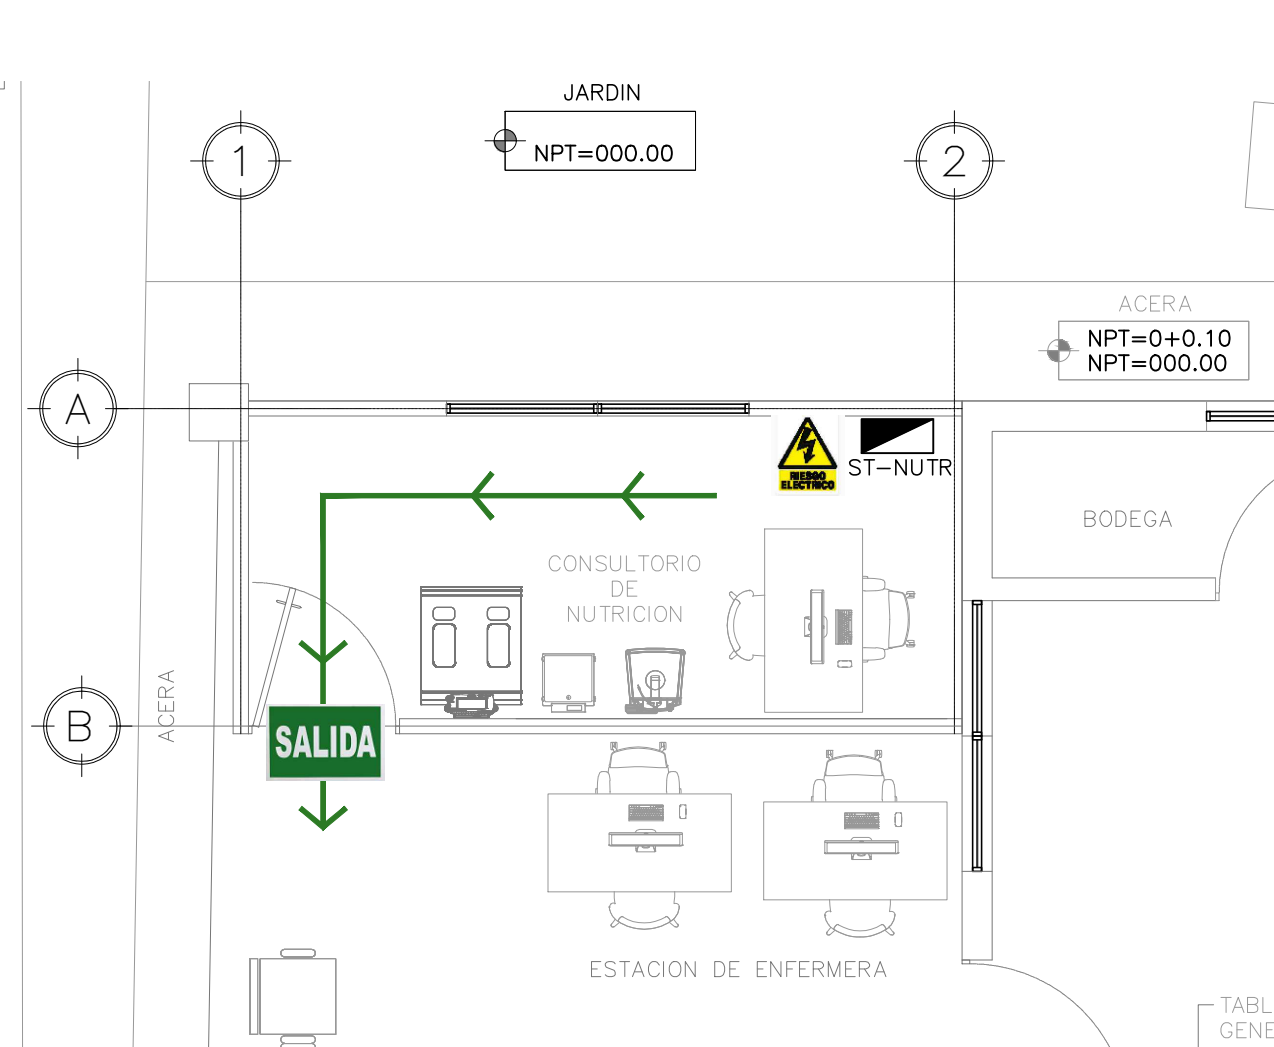 JARDIN
NPT=000.00
1
2
ACERA
NPT=0+0.10
NPT=000.00
A
RIESGO
ELECTRICO
ST-NUTR
BODEGA
CONSULTORIO
DE
NUTRICION
ACERA
B
SALIDA
ESTACION DE ENFERMERA
TABL
GENE